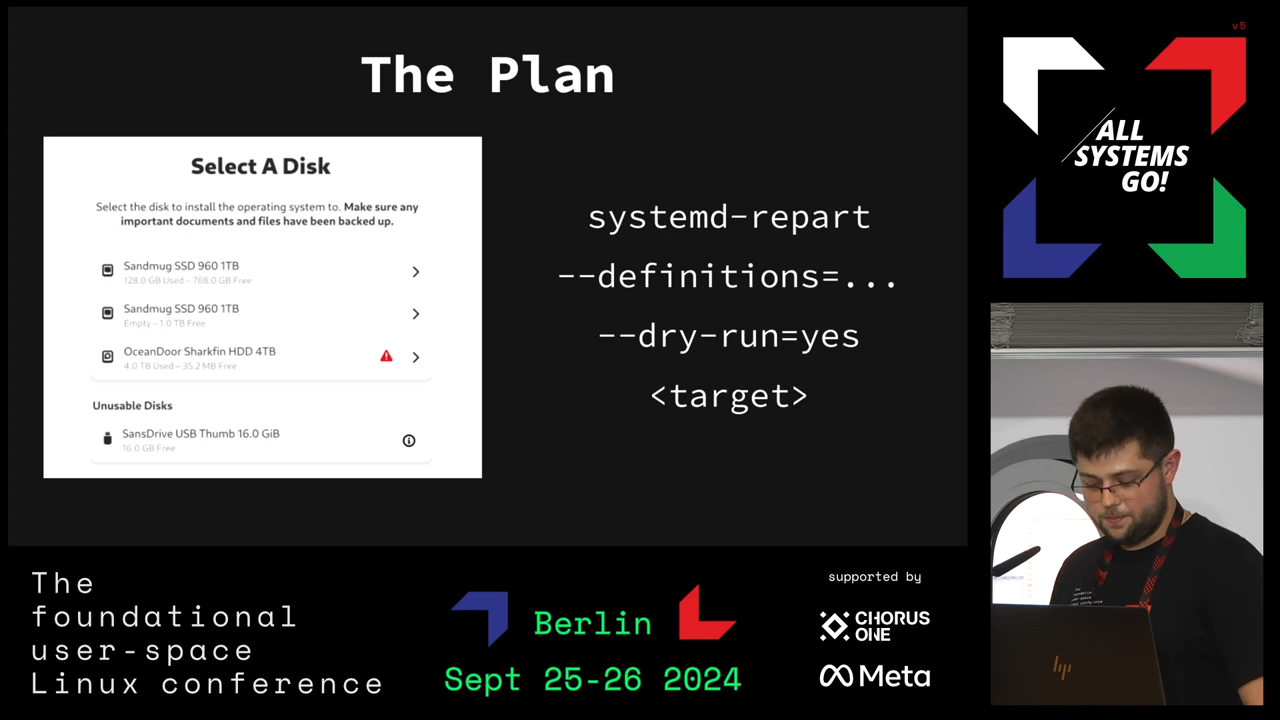 The Plan
Select A Disk
Select the disk to install the operating system to. Make sure any
important documents and files have been backed up.
Sandmug SSD 960 1TB
128.0 GB Used – 768.0 GB Free
Sandmug SSD 960 1TB
Empty – 1.0 TB Free
OceanDoor Sharkfin HDD 4TB
4.0 TB Used – 35.2 MB Free
Unusable Disks
SansDrive USB Thumb 16.0 GiB
16.0 GB Free
systemd-repart
--definitions=...
--dry-run=yes
<target>
v5
ALL
SYSTEMS
GO!
The
foundational
user-space
Linux conference
Berlin
Sept 25-26 2024
supported by
CHORUS
ONE
Meta
hp